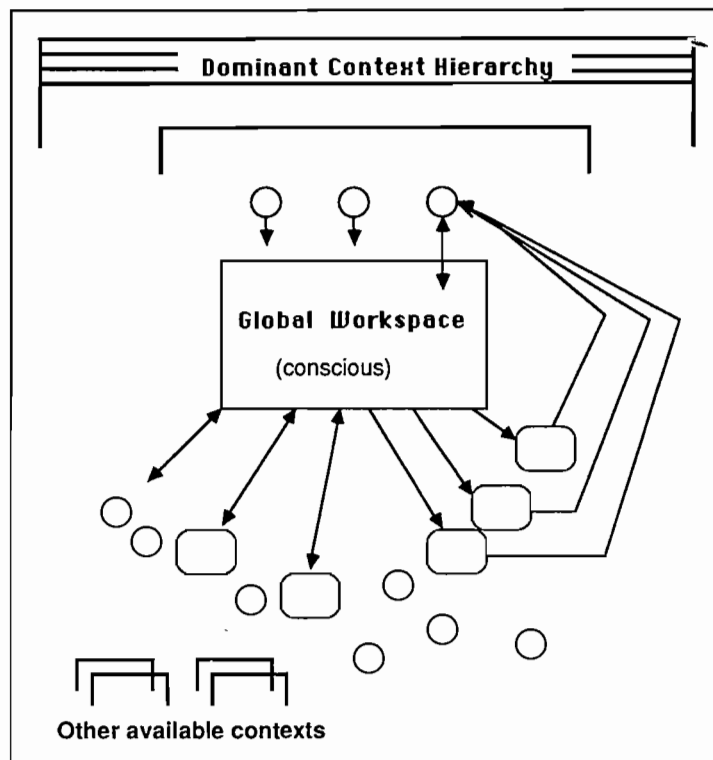 Dominant Context Hierarchy
Global Workspace
(conscious)
Other available contexts